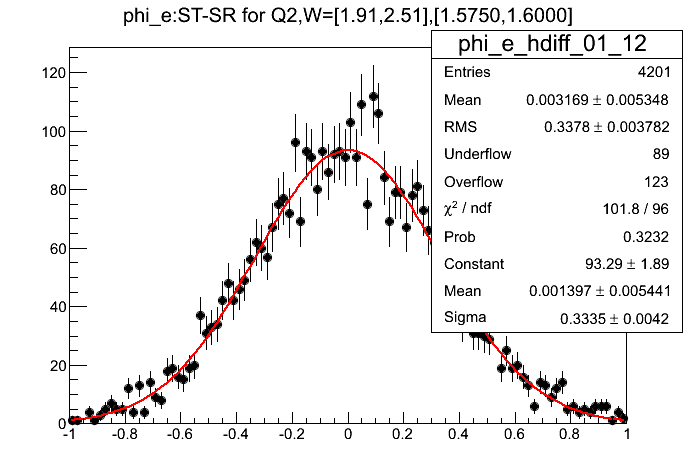 phi_e:ST-SR for Q2,W=[1.91,2.51],[1.5750,1.6000]
phi_e_hdiff_01_12
Entries 4201
Mean 0.003169 ± 0.005348
RMS 0.3378 ± 0.003782
Underflow 89
Overflow 123
χ² / ndf 101.8 / 96
Prob 0.3232
Constant 93.29 ± 1.89
Mean 0.001397 ± 0.005441
Sigma 0.3335 ± 0.0042
120
100
80
60
40
20
0
-1 -0.8 -0.6 -0.4 -0.2 0 0.2 0.4 0.6 0.8 1